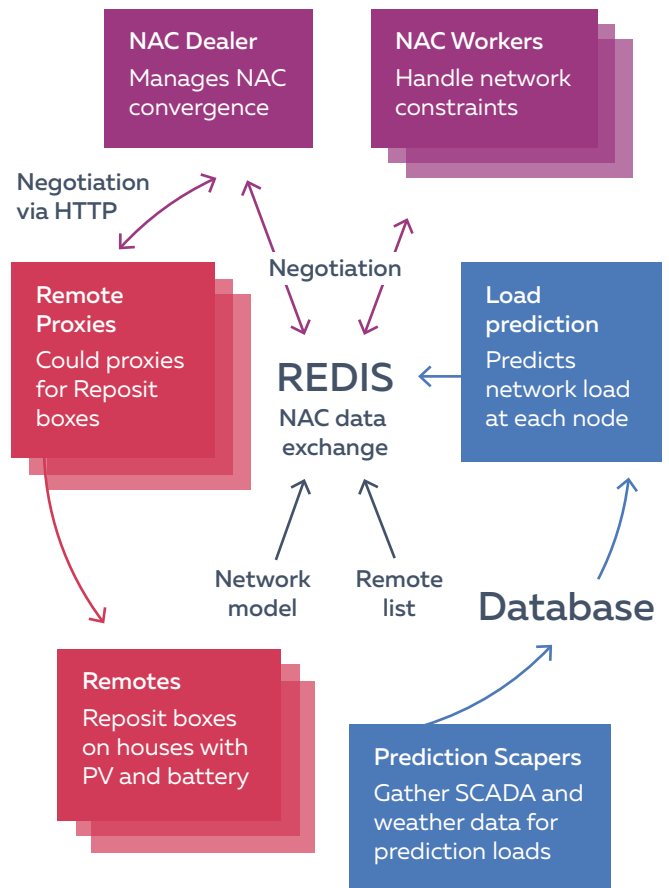 NAC Dealer
Manages NAC
convergence
NAC Workers
Handle network
constraints
Negotiation
via HTTP
Negotiation
Remote
Proxies
Could proxies
for Reposit
boxes
REDIS
NAC data
exchange
Load
prediction
Predicts
network load
at each node
Network
model
Remote
list
Database
Remotes
Reposit boxes
on houses with
PV and battery
Prediction Scapers
Gather SCADA and
weather data for
prediction loads